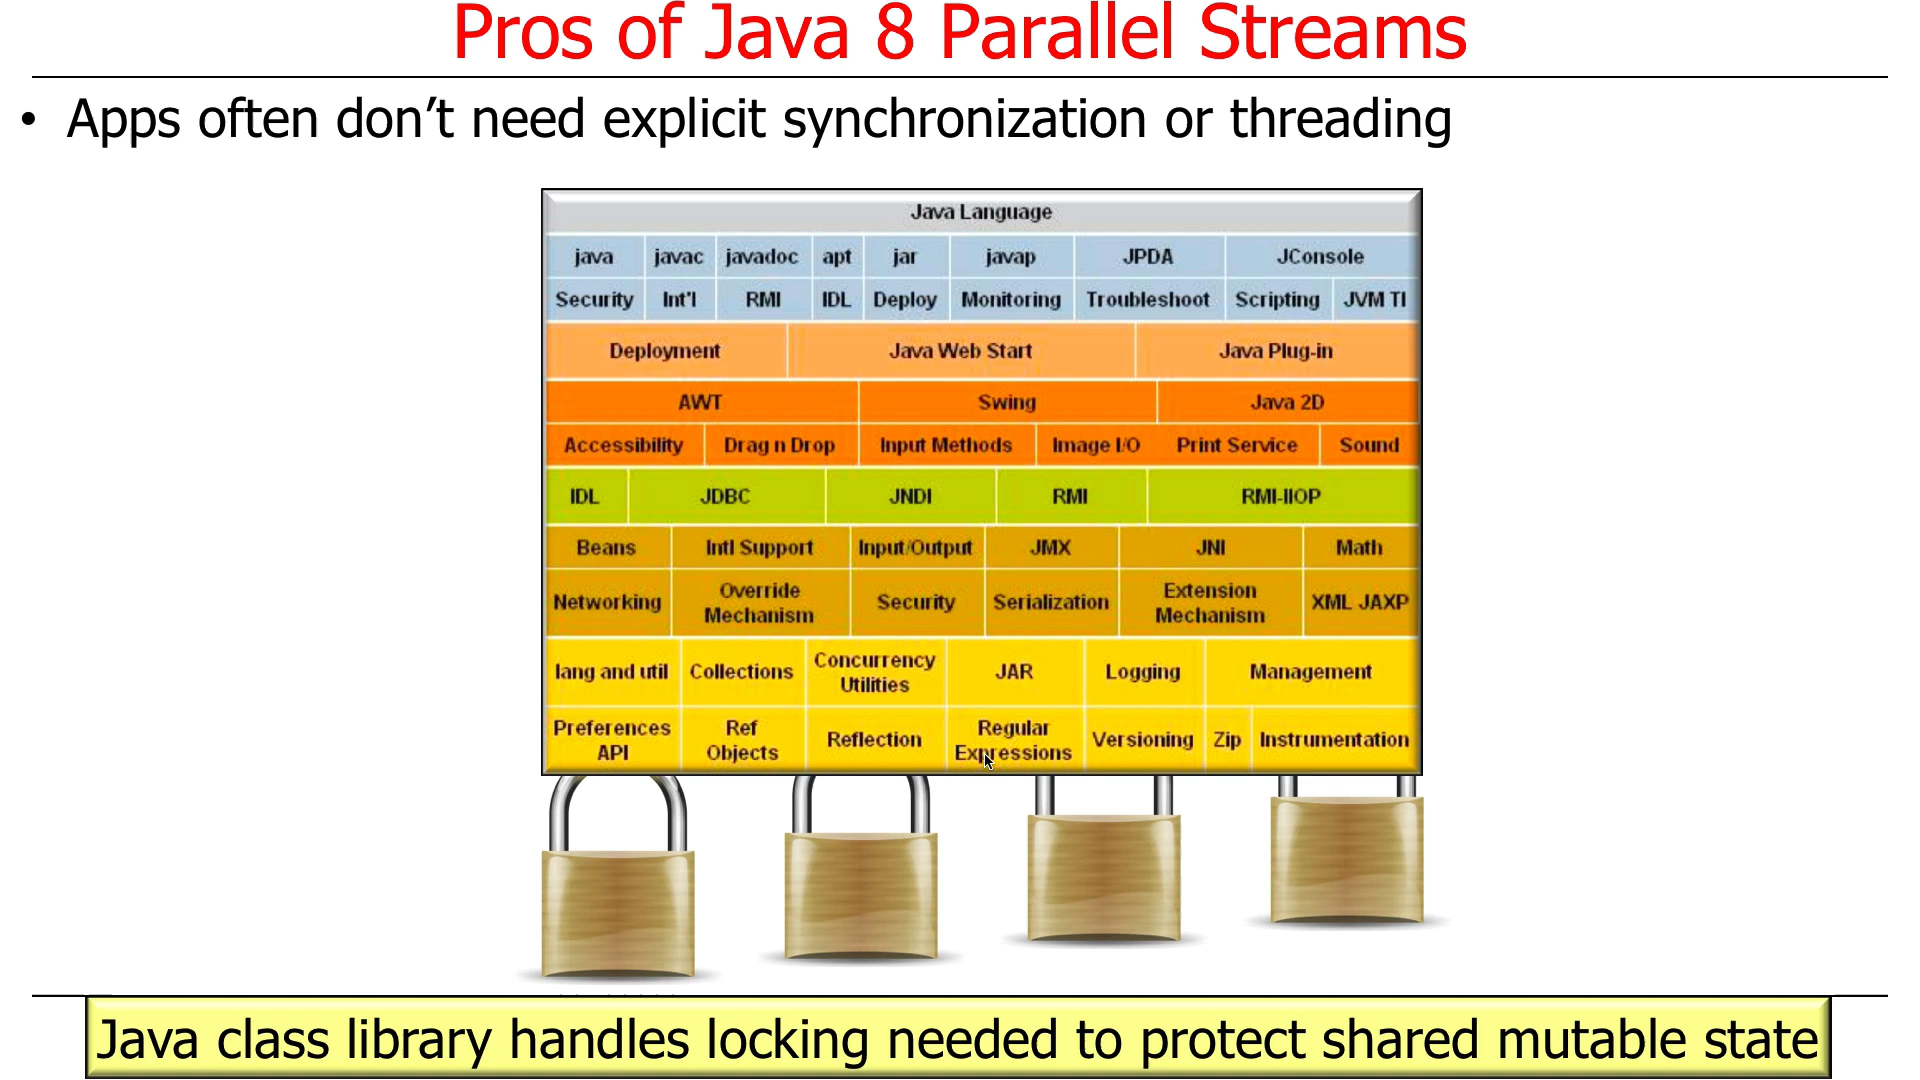 Pros of Java 8 Parallel Streams
• Apps often don’t need explicit synchronization or threading
Java Language
java javac javadoc apt jar javap JPDA JConsole
Security Int'l RMI IDL Deploy Monitoring Troubleshoot Scripting JVM TI
Deployment Java Web Start Java Plug-in
AWT Swing Java 2D
Accessibility Drag n Drop Input Methods Image I/O Print Service Sound
IDL JDBC JNDI RMI RMI-IIOP
Beans Intl Support Input/Output JMX JNI Math
Networking Override Mechanism Security Serialization Extension Mechanism XML JAXP
lang and util Collections Concurrency Utilities JAR Logging Management
Preferences API Ref Objects Reflection Regular Expressions Versioning Zip Instrumentation
Java class library handles locking needed to protect shared mutable state